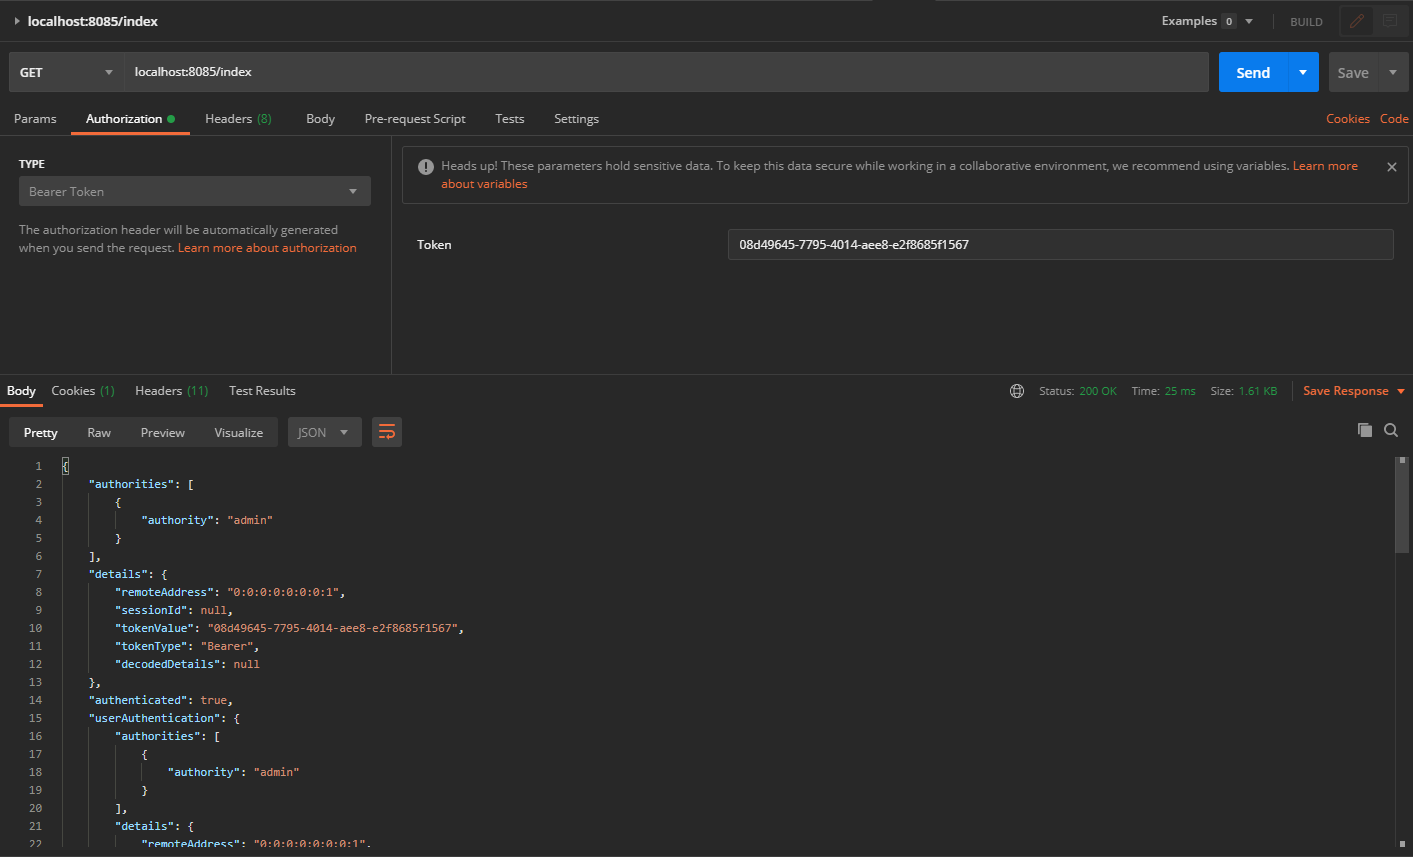 localhost:8085/index Examples 0 BUILD
GET localhost:8085/index Send Save
Params Authorization Headers (8) Body Pre-request Script Tests Settings Cookies Code
TYPE
Bearer Token
The authorization header will be automatically generated
when you send the request. Learn more about authorization
Heads up! These parameters hold sensitive data. To keep this data secure while working in a collaborative environment, we recommend using variables. Learn more
about variables
Token 08d49645-7795-4014-aee8-e2f8685f1567
Body Cookies (1) Headers (11) Test Results Status: 200 OK Time: 25 ms Size: 1.61 KB Save Response
Pretty Raw Preview Visualize JSON
1 {
2 "authorities": [
3 {
4 "authority": "admin"
5 }
6 ],
7 "details": {
8 "remoteAddress": "0:0:0:0:0:0:0:1",
9 "sessionId": null,
10 "tokenValue": "08d49645-7795-4014-aee8-e2f8685f1567",
11 "tokenType": "Bearer",
12 "decodedDetails": null
13 },
14 "authenticated": true,
15 "userAuthentication": {
16 "authorities": [
17 {
18 "authority": "admin"
19 }
20 ],
21 "details": {
22 "remoteAddress": "0:0:0:0:0:0:0:1",